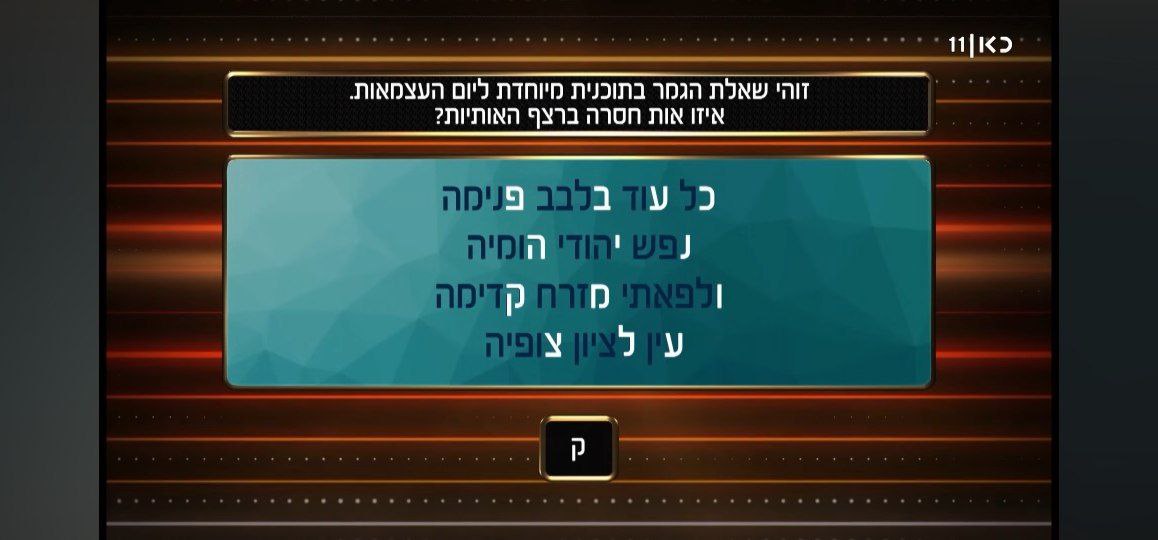 כאן|11
זוהי שאלת הגמר בתוכנית מיוחדת ליום העצמאות.
איזו אות חסרה ברצף האותיות?
כל עוד בלבב פנימה
נפש יהודי הומיה
ולפאתי מזרח קדימה
עין לציון צופיה
ק